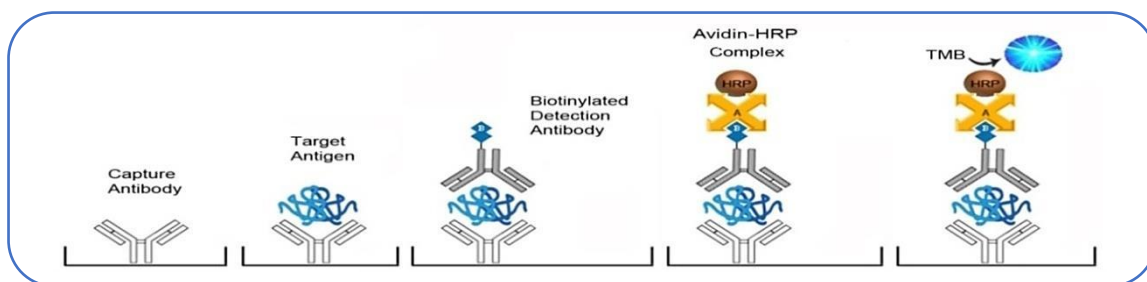 Capture
Antibody
Target
Antigen
B
Biotinylated
Detection
Antibody
Avidin-HRP
Complex
HRP
A
B
TMB
HRP
A
B